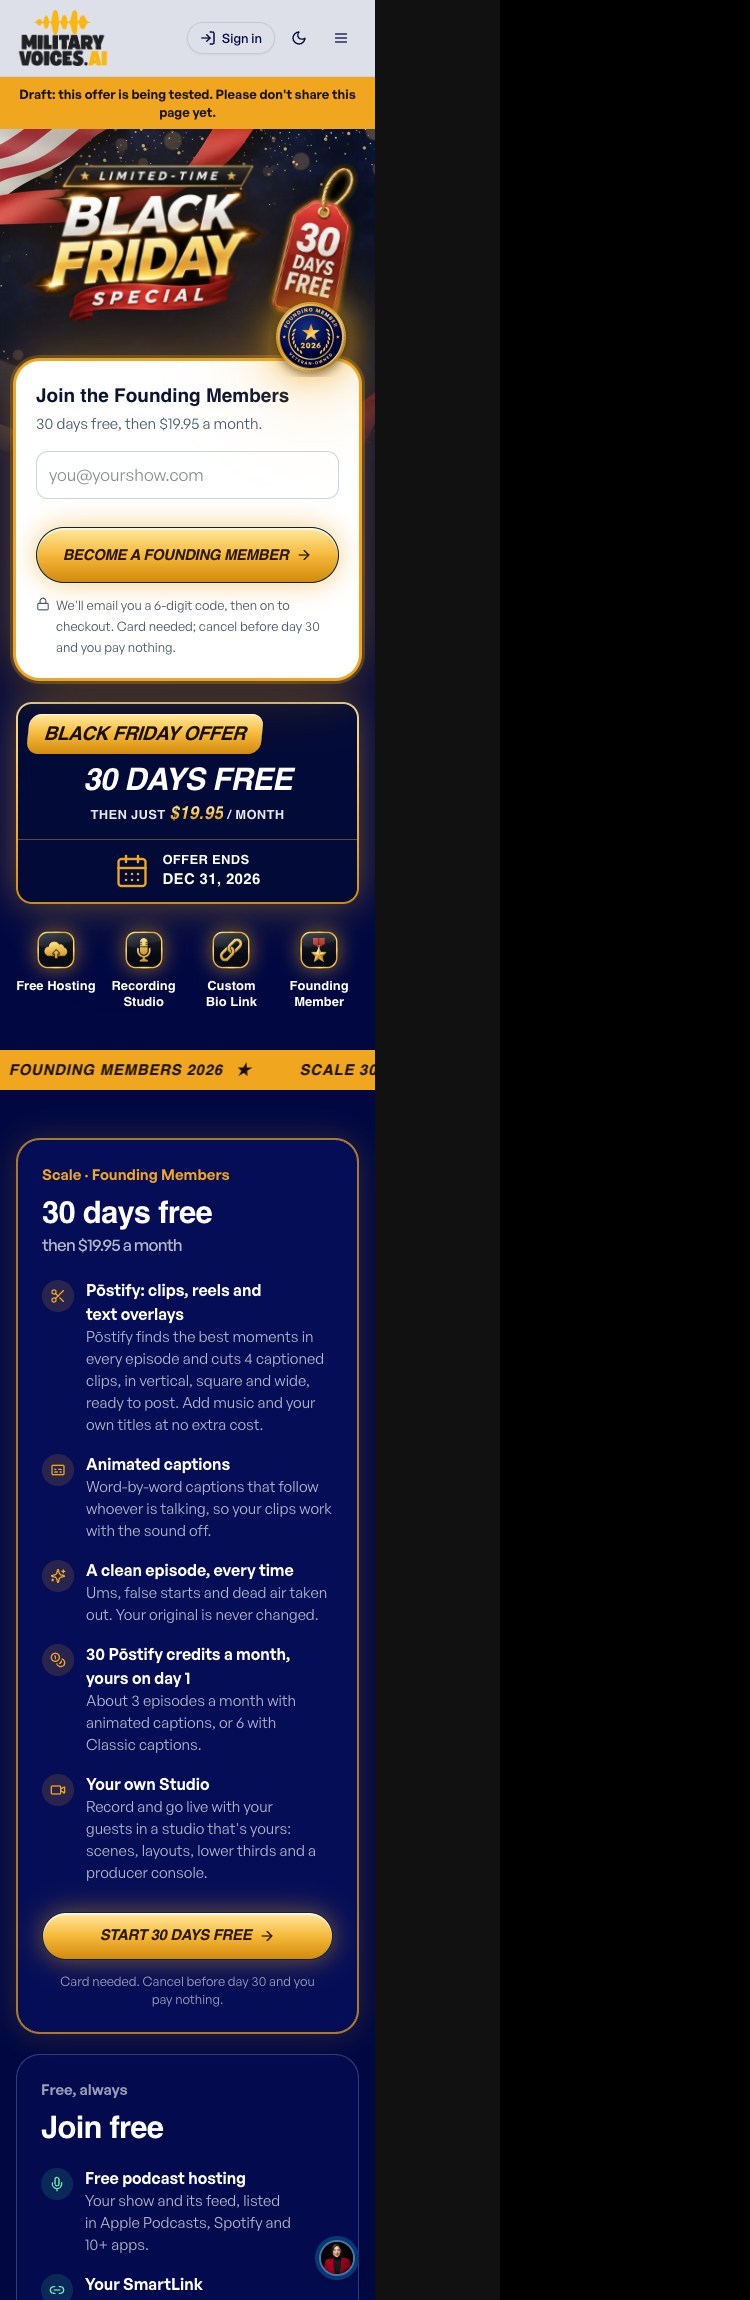 MILITARY
VOICES.AI
Sign in
Draft: this offer is being tested. Please don't share this
page yet.
★ LIMITED-TIME ★
BLACK
FRIDAY
SPECIAL
30
DAYS
FREE
FOUNDING MEMBER
2026
VETERAN-OWNED
Join the Founding Members
30 days free, then $19.95 a month.
you@yourshow.com
BECOME A FOUNDING MEMBER →
We'll email you a 6-digit code, then on to
checkout. Card needed; cancel before day 30
and you pay nothing.
BLACK FRIDAY OFFER
30 DAYS FREE
THEN JUST $19.95 / MONTH
OFFER ENDS
DEC 31, 2026
Free Hosting
Recording
Studio
Custom
Bio Link
Founding
Member
FOUNDING MEMBERS 2026 ★ SCALE 30
Scale · Founding Members
30 days free
then $19.95 a month
Pōstify: clips, reels and
text overlays
Pōstify finds the best moments in
every episode and cuts 4 captioned
clips, in vertical, square and wide,
ready to post. Add music and your
own titles at no extra cost.
Animated captions
Word-by-word captions that follow
whoever is talking, so your clips work
with the sound off.
A clean episode, every time
Ums, false starts and dead air taken
out. Your original is never changed.
30 Pōstify credits a month,
yours on day 1
About 3 episodes a month with
animated captions, or 6 with
Classic captions.
Your own Studio
Record and go live with your
guests in a studio that's yours:
scenes, layouts, lower thirds and a
producer console.
START 30 DAYS FREE →
Card needed. Cancel before day 30 and you
pay nothing.
Free, always
Join free
Free podcast hosting
Your show and its feed, listed
in Apple Podcasts, Spotify and
10+ apps.
Your SmartLink